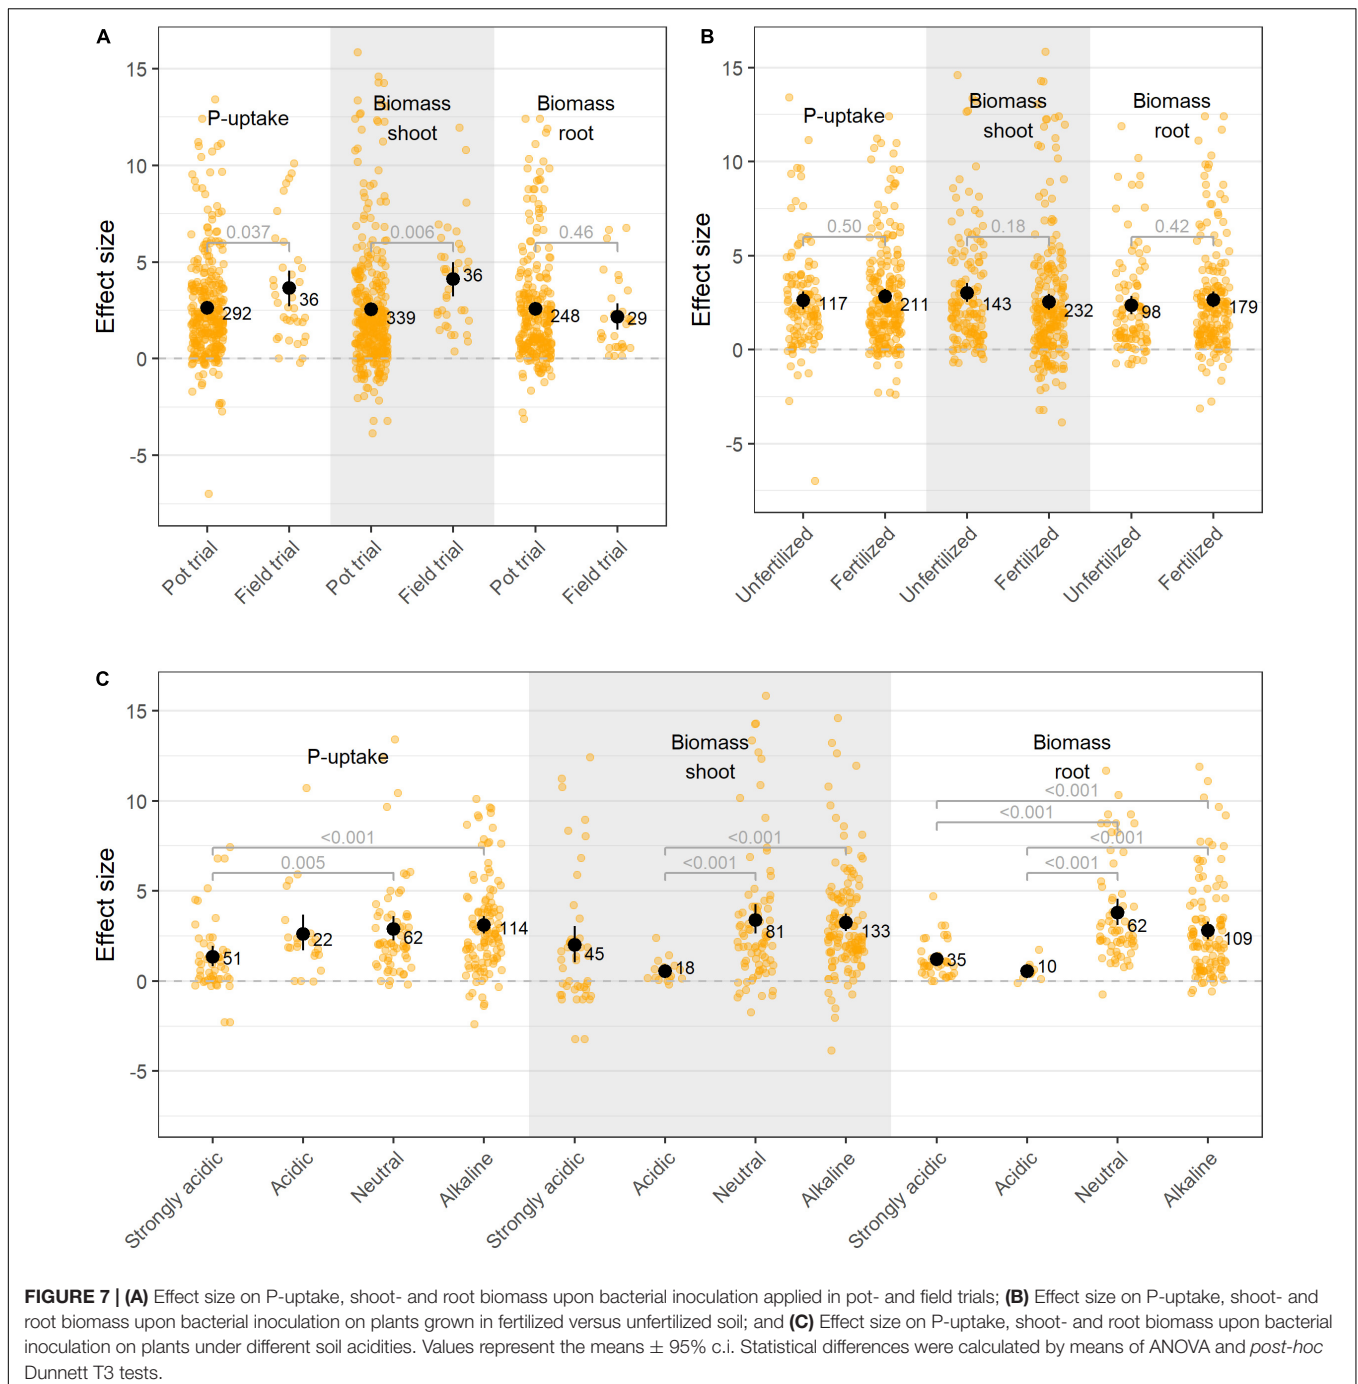 A
15
10
5
0
-5
Effect size
P-uptake
Biomass
shoot
Biomass
root
0.037
0.006
0.46
292
36
339
36
248
29
Pot trial
Field trial
Pot trial
Field trial
Pot trial
Field trial
B
15
10
5
0
-5
Effect size
P-uptake
Biomass
shoot
Biomass
root
0.50
0.18
0.42
117
211
143
232
98
179
Unfertilized
Fertilized
Unfertilized
Fertilized
Unfertilized
Fertilized
C
15
10
5
0
-5
Effect size
P-uptake
Biomass
shoot
Biomass
root
<0.001
0.005
<0.001
<0.001
<0.001
<0.001
<0.001
<0.001
51
22
62
114
45
18
81
133
35
10
62
109
Strongly acidic
Acidic
Neutral
Alkaline
Strongly acidic
Acidic
Neutral
Alkaline
Strongly acidic
Acidic
Neutral
Alkaline
FIGURE 7 | (A) Effect size on P-uptake, shoot- and root biomass upon bacterial inoculation applied in pot- and field trials; (B) Effect size on P-uptake, shoot- and
root biomass upon bacterial inoculation on plants grown in fertilized versus unfertilized soil; and (C) Effect size on P-uptake, shoot- and root biomass upon bacterial
inoculation on plants under different soil acidities. Values represent the means ± 95% c.i. Statistical differences were calculated by means of ANOVA and post-hoc
Dunnett T3 tests.